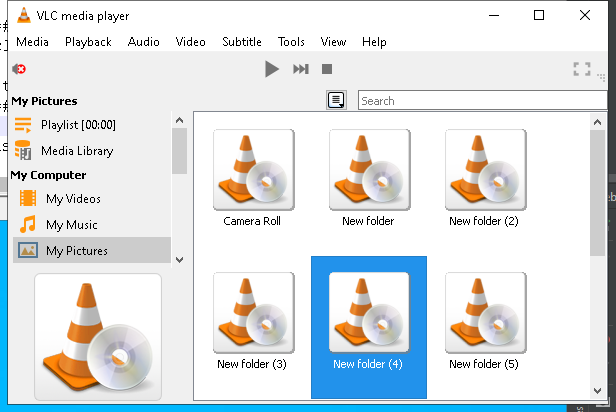 VLC media player
Media Playback Audio Video Subtitle Tools View Help
Search
My Pictures
Playlist [00:00]
Media Library
My Computer
My Videos
My Music
My Pictures
Camera Roll New folder New folder (2)
New folder (3) New folder (4) New folder (5)